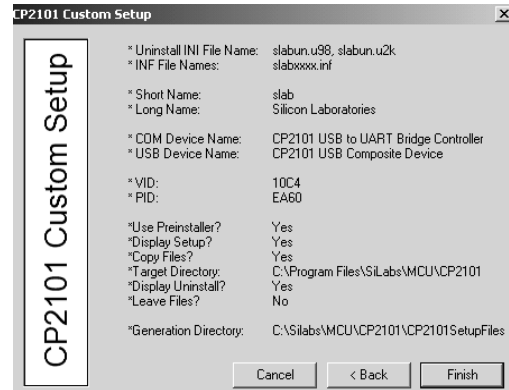 CP2101 Custom Setup
CP2101 Custom Setup
* Uninstall INI File Name: slabun.u98, slabun.u2k
* INF File Names: slabxxxx.inf
* Short Name: slab
* Long Name: Silicon Laboratories
* COM Device Name: CP2101 USB to UART Bridge Controller
* USB Device Name: CP2101 USB Composite Device
* VID: 10C4
* PID: EA60
*Use Preinstaller? Yes
*Display Setup? Yes
*Copy Files? Yes
*Target Directory: C:\Program Files\SiLabs\MCU\CP2101
*Display Uninstall? Yes
*Leave Files? No
*Generation Directory: C:\Silabs\MCU\CP2101\CP2101SetupFiles
Cancel < Back Finish